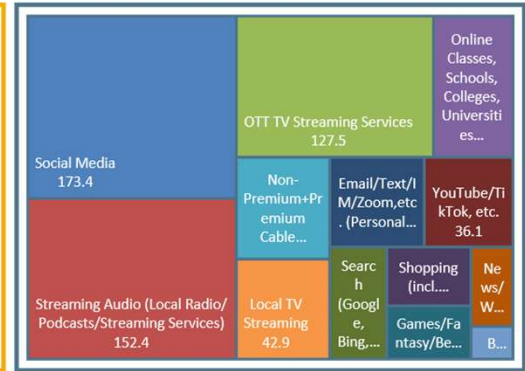 Social Media
173.4
Streaming Audio (Local Radio/
Podcasts/Streaming Services)
152.4
OTT TV Streaming Services
127.5
Online
Classes,
Schools,
Colleges,
Universiti
es...
Non-
Premium+Pr
emium
Cable...
Local TV
Streaming
42.9
Email/Text/I
M/Zoom,etc
. (Personal...
YouTube/Ti
kTok, etc.
36.1
Searc
h
(Googl
e,
Bing,...
Shopping
(incl....
Games/Fa
ntasy/Be...
Ne
ws/
W...
B...